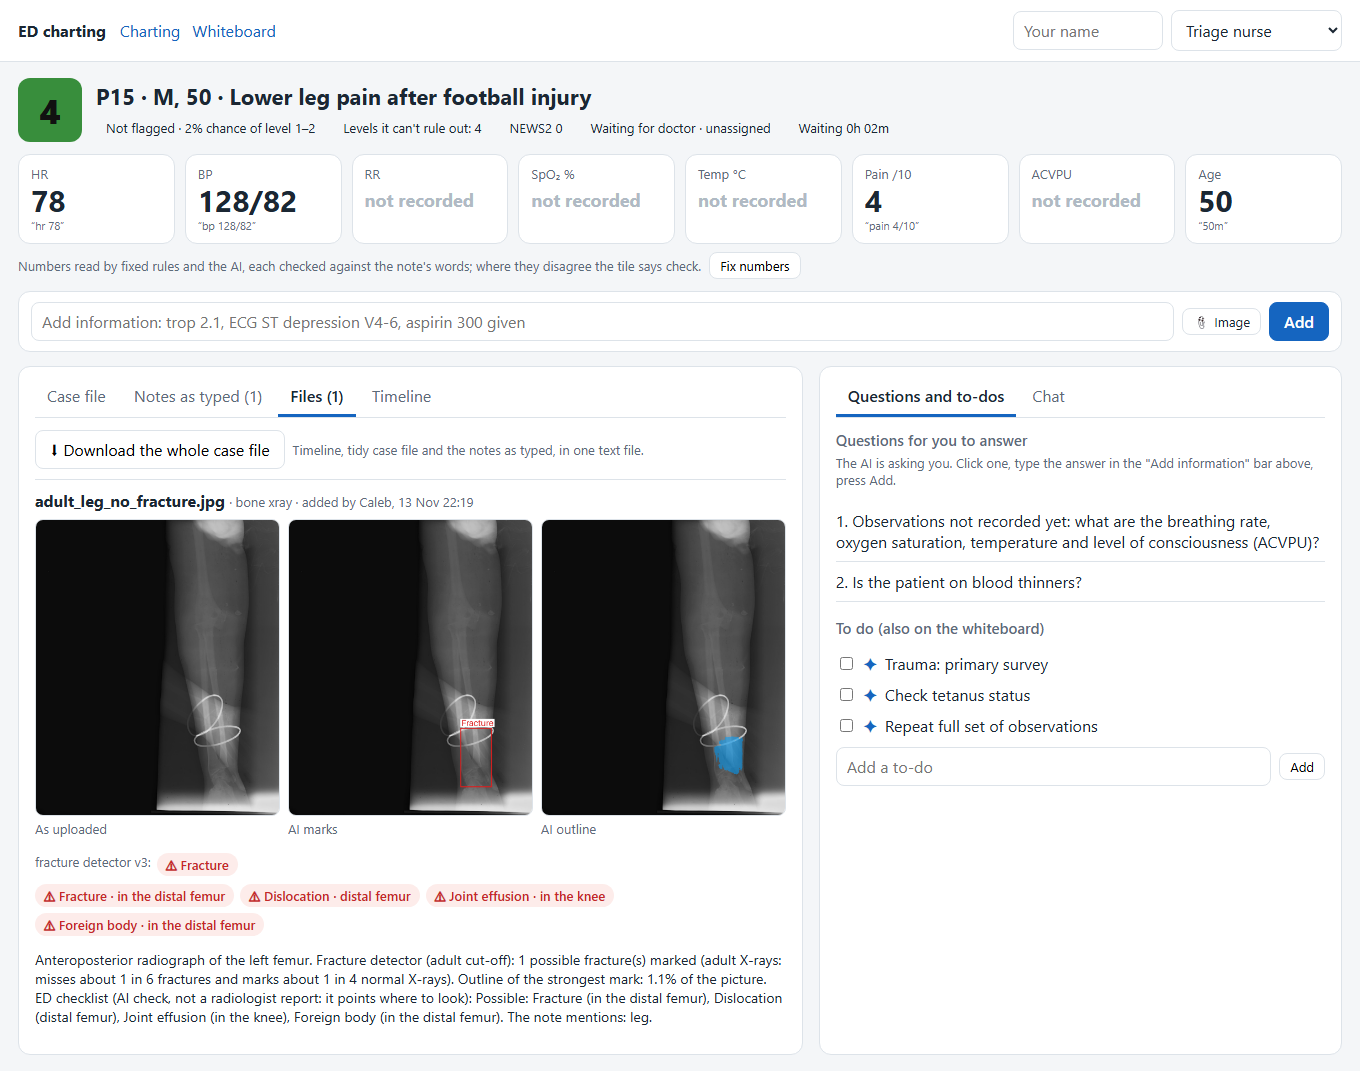 ED charting
Charting
Whiteboard
Your name
Triage nurse
4
P15 · M, 50 · Lower leg pain after football injury
Not flagged · 2% chance of level 1–2
Levels it can't rule out: 4
NEWS2 0
Waiting for doctor · unassigned
Waiting 0h 02m
HR
78
"hr 78"
BP
128/82
"bp 128/82"
RR
not recorded
SpO₂ %
not recorded
Temp °C
not recorded
Pain /10
4
"pain 4/10"
ACVPU
not recorded
Age
50
"50m"
Numbers read by fixed rules and the AI, each checked against the note's words; where they disagree the tile says check.
Fix numbers
Add information: trop 2.1, ECG ST depression V4-6, aspirin 300 given
Image
Add
Case file
Notes as typed (1)
Files (1)
Timeline
⬇ Download the whole case file
Timeline, tidy case file and the notes as typed, in one text file.
adult_leg_no_fracture.jpg · bone xray · added by Caleb, 13 Nov 22:19
Fracture
As uploaded
AI marks
AI outline
fracture detector v3:
⚠ Fracture
⚠ Fracture · in the distal femur
⚠ Dislocation · distal femur
⚠ Joint effusion · in the knee
⚠ Foreign body · in the distal femur
Anteroposterior radiograph of the left femur. Fracture detector (adult cut-off): 1 possible fracture(s) marked (adult X-rays:
misses about 1 in 6 fractures and marks about 1 in 4 normal X-rays). Outline of the strongest mark: 1.1% of the picture.
ED checklist (AI check, not a radiologist report: it points where to look): Possible: Fracture (in the distal femur), Dislocation
(distal femur), Joint effusion (in the knee), Foreign body (in the distal femur). The note mentions: leg.
Questions and to-dos
Chat
Questions for you to answer
The AI is asking you. Click one, type the answer in the "Add information" bar above,
press Add.
1. Observations not recorded yet: what are the breathing rate,
oxygen saturation, temperature and level of consciousness (ACVPU)?
2. Is the patient on blood thinners?
To do (also on the whiteboard)
✦ Trauma: primary survey
✦ Check tetanus status
✦ Repeat full set of observations
Add a to-do
Add